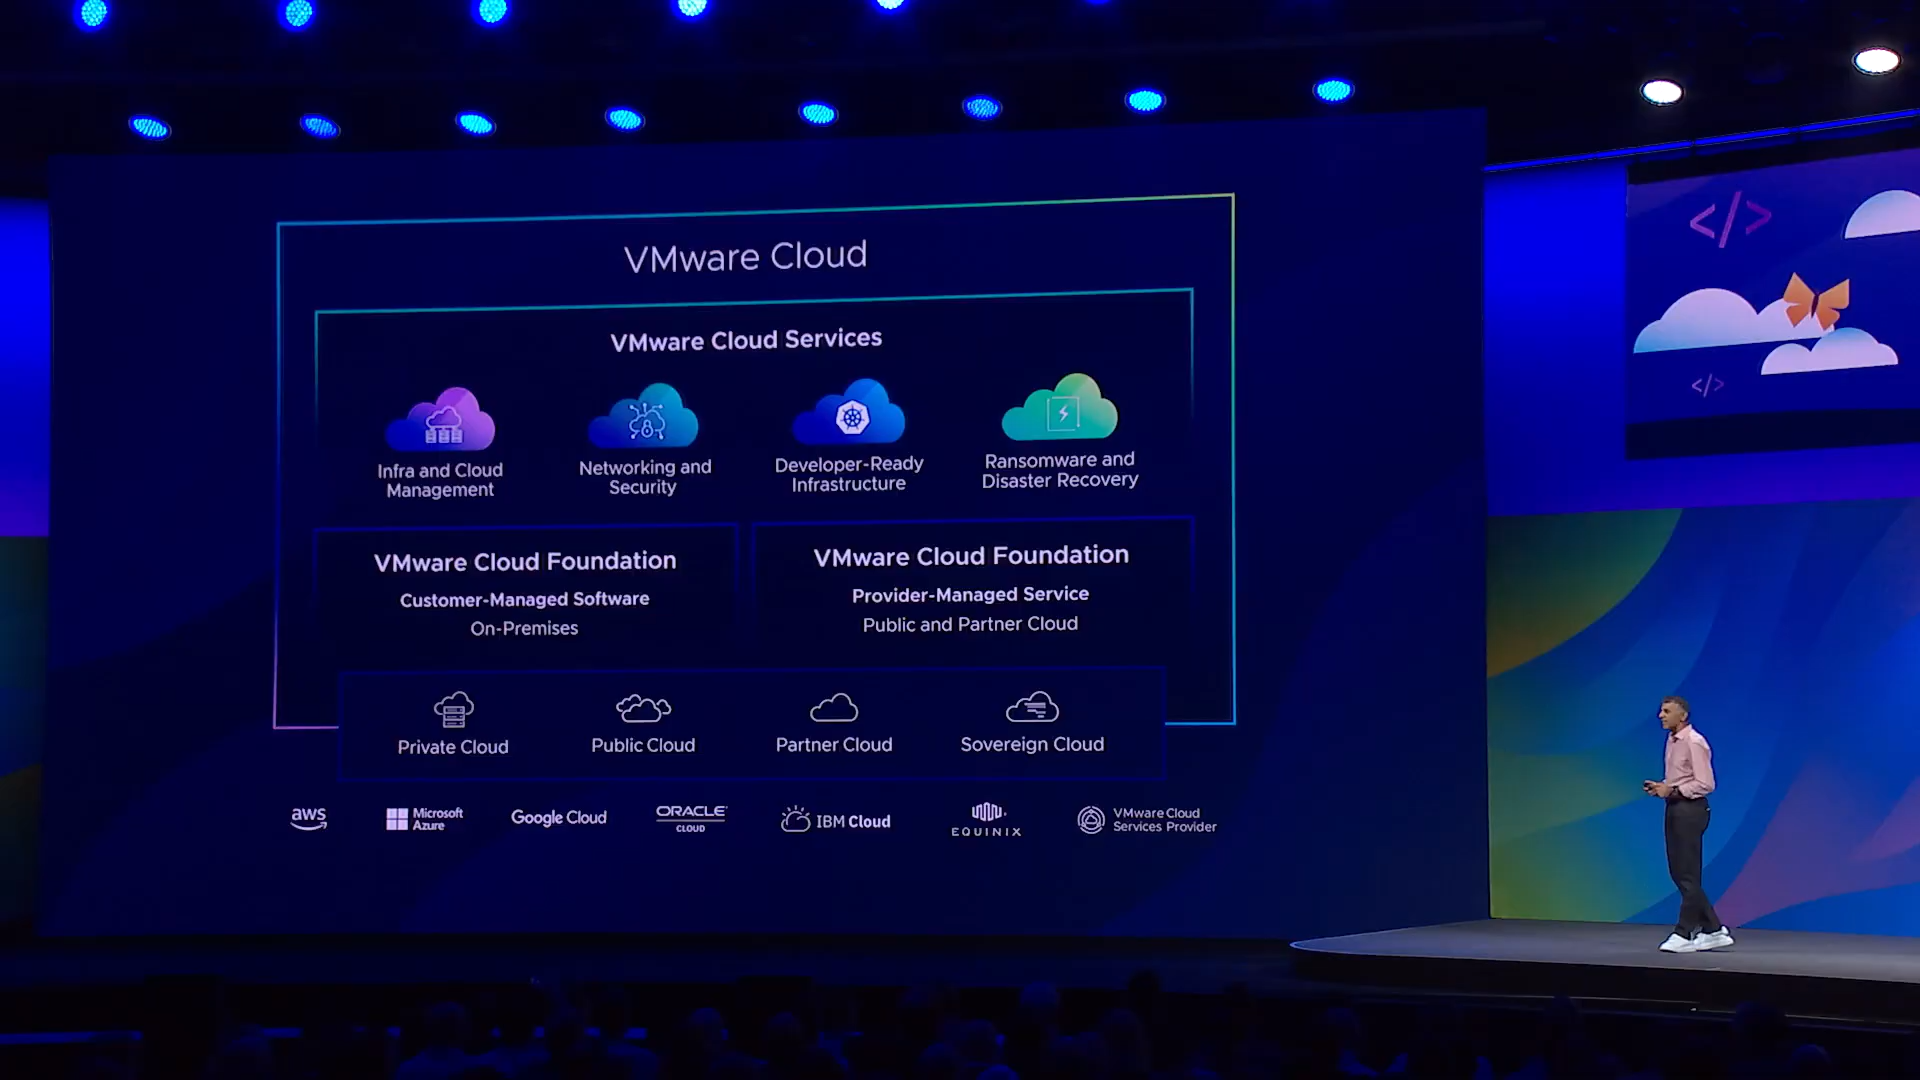 VMware Cloud
VMware Cloud Services
Infra and Cloud
Management
Networking and
Security
Developer-Ready
Infrastructure
Ransomware and
Disaster Recovery
VMware Cloud Foundation
Customer-Managed Software
On-Premises
VMware Cloud Foundation
Provider-Managed Service
Public and Partner Cloud
Private Cloud
Public Cloud
Partner Cloud
Sovereign Cloud
aws
Microsoft
Azure
Google Cloud
ORACLE
CLOUD
IBM Cloud
EQUINIX
VMware Cloud
Services Provider
</>
</>